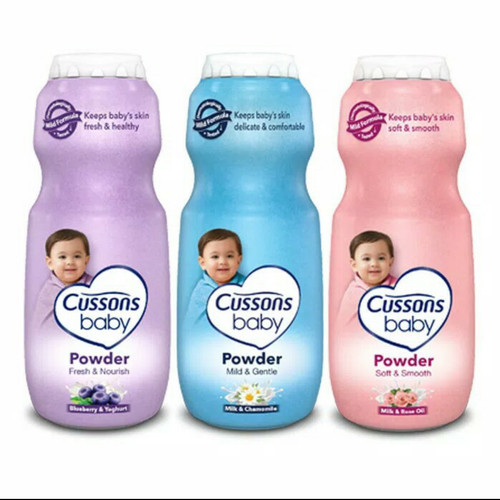 Mild Formula
Keeps baby's skin
fresh & healthy
Cussons
baby
Powder
Fresh & Nourish
Blueberry & Yoghurt
Mild Formula
Keeps baby's skin
delicate & comfortable
Cussons
baby
Powder
Mild & Gentle
Milk & Chamomile
Mild Formula
Keeps baby's skin
soft & smooth
Cussons
baby
Powder
Soft & Smooth
Milk & Rose Oil